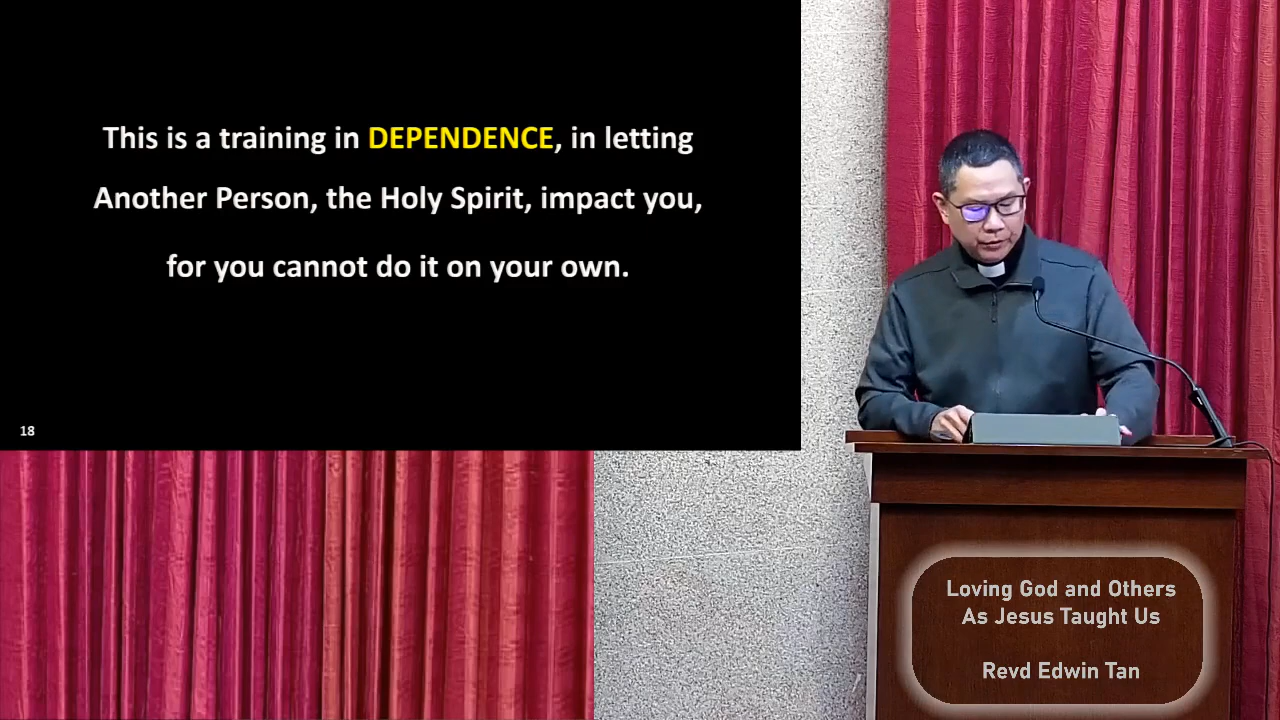 This is a training in DEPENDENCE, in letting
Another Person, the Holy Spirit, impact you,
for you cannot do it on your own.
18
Loving God and Others
As Jesus Taught Us
Revd Edwin Tan